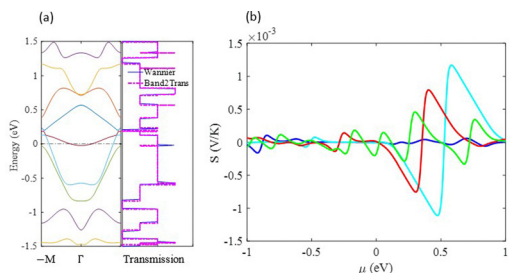 (a)
1.5
1
0.5
0
-0.5
-1
-1.5
Energy (eV)
−M
Γ
Transmission
Wannier
Band2Trans
(b)
×10⁻³
1.5
1
0.5
0
-0.5
-1
-1.5
S (V/K)
-1
-0.5
0
0.5
1
μ (eV)